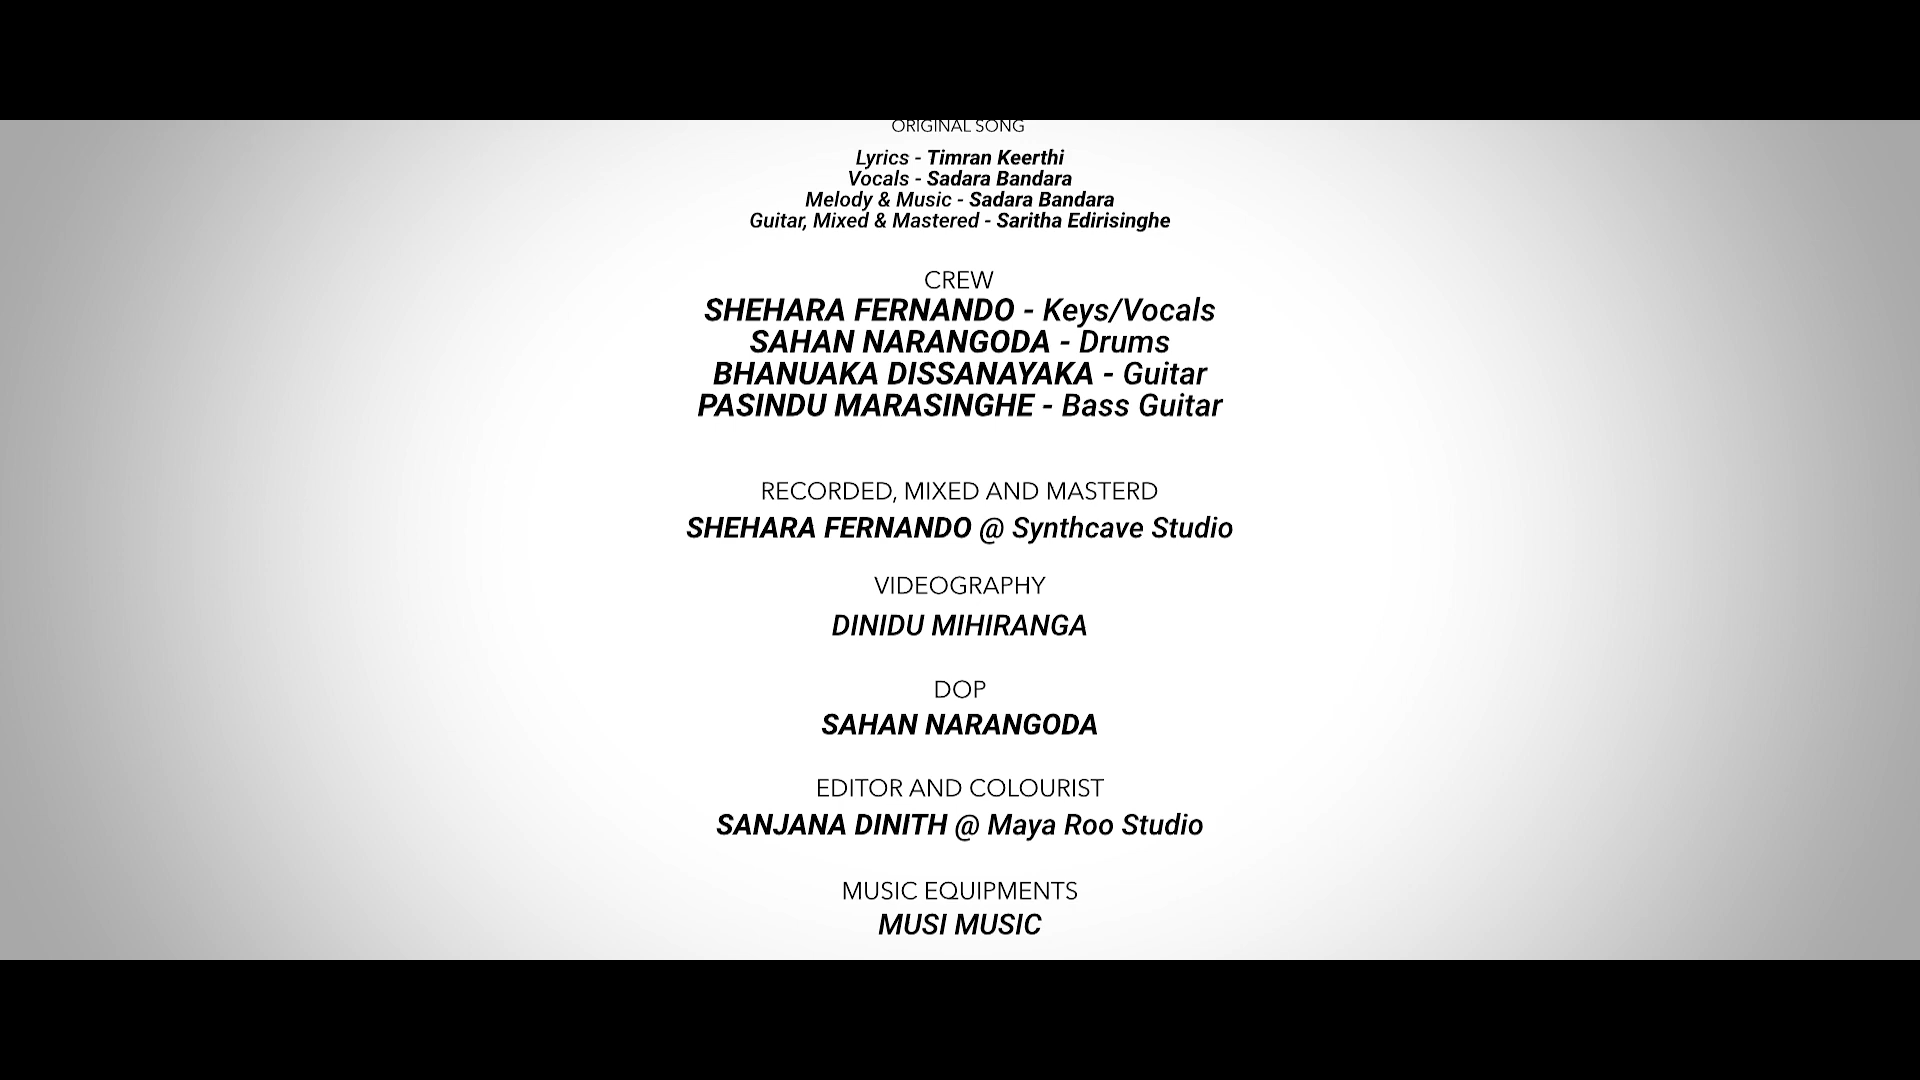 ORIGINAL SONG
Lyrics - Timran Keerthi
Vocals - Sadara Bandara
Melody & Music - Sadara Bandara
Guitar, Mixed & Mastered - Saritha Edirisinghe
CREW
SHEHARA FERNANDO - Keys/Vocals
SAHAN NARANGODA - Drums
BHANUAKA DISSANAYAKA - Guitar
PASINDU MARASINGHE - Bass Guitar
RECORDED, MIXED AND MASTERD
SHEHARA FERNANDO @ Synthcave Studio
VIDEOGRAPHY
DINIDU MIHIRANGA
DOP
SAHAN NARANGODA
EDITOR AND COLOURIST
SANJANA DINITH @ Maya Roo Studio
MUSIC EQUIPMENTS
MUSI MUSIC